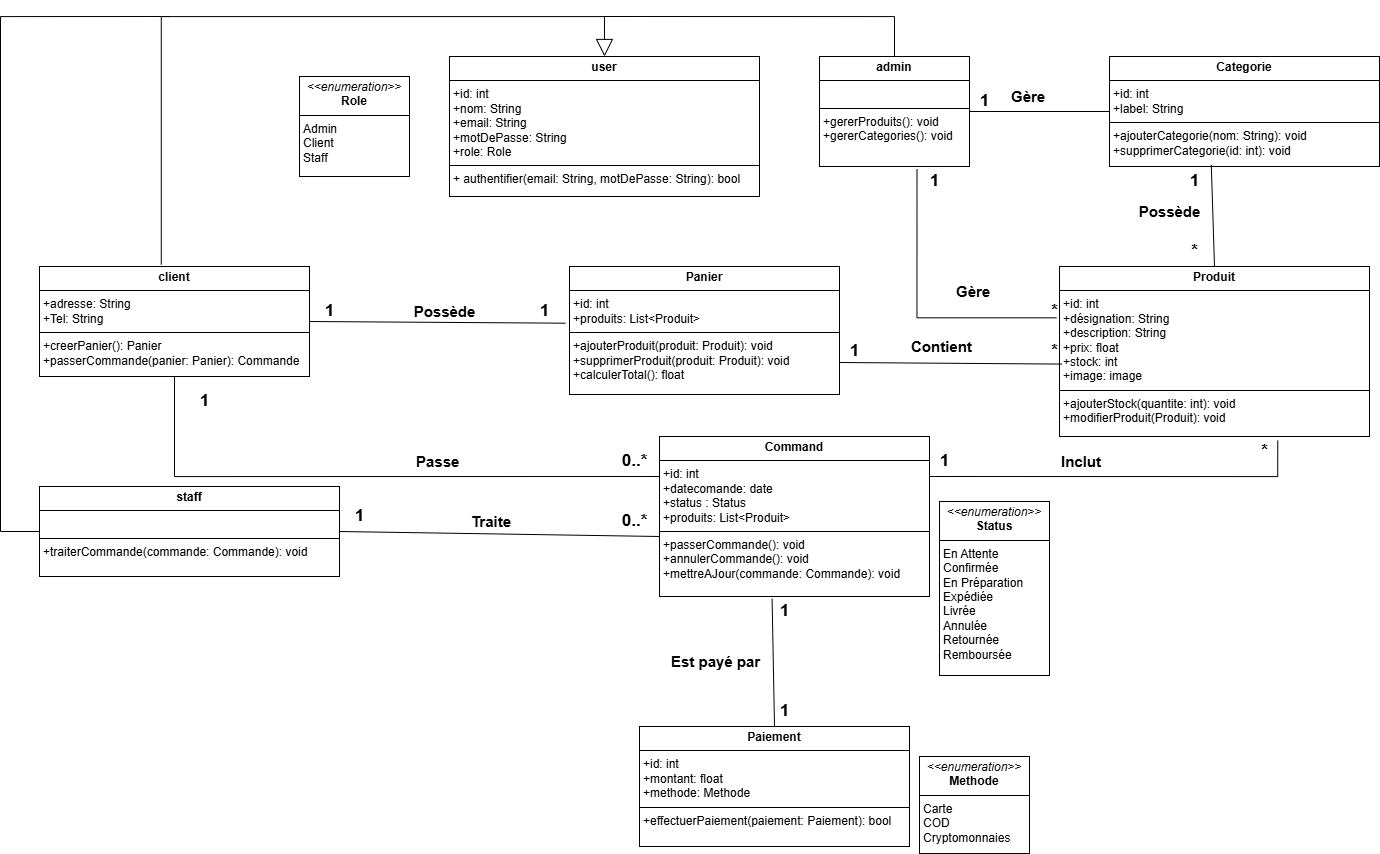 user
+id: int
+nom: String
+email: String
+motDePasse: String
+role: Role
+ authentifier(email: String, motDePasse: String): bool
<<enumeration>>
Role
Admin
Client
Staff
admin
+gererProduits(): void
+gererCategories(): void
1
Gère
Categorie
+id: int
+label: String
+ajouterCategorie(nom: String): void
+supprimerCategorie(id: int): void
1
1
Possède
*
client
+adresse: String
+Tel: String
+creerPanier(): Panier
+passerCommande(panier: Panier): Commande
1
Possède
1
Panier
+id: int
+produits: List<Produit>
+ajouterProduit(produit: Produit): void
+supprimerProduit(produit: Produit): void
+calculerTotal(): float
Gère
*
1
Contient
*
Produit
+id: int
+désignation: String
+description: String
+prix: float
+stock: int
+image: image
+ajouterStock(quantite: int): void
+modifierProduit(Produit): void
1
Passe
0..*
Command
+id: int
+datecomande: date
+status : Status
+produits: List<Produit>
+passerCommande(): void
+annulerCommande(): void
+mettreAJour(commande: Commande): void
1
Inclut
*
staff
+traiterCommande(commande: Commande): void
1
Traite
0..*
<<enumeration>>
Status
En Attente
Confirmée
En Préparation
Expédiée
Livrée
Annulée
Retournée
Remboursée
1
Est payé par
1
Paiement
+id: int
+montant: float
+methode: Methode
+effectuerPaiement(paiement: Paiement): bool
<<enumeration>>
Methode
Carte
COD
Cryptomonnaies